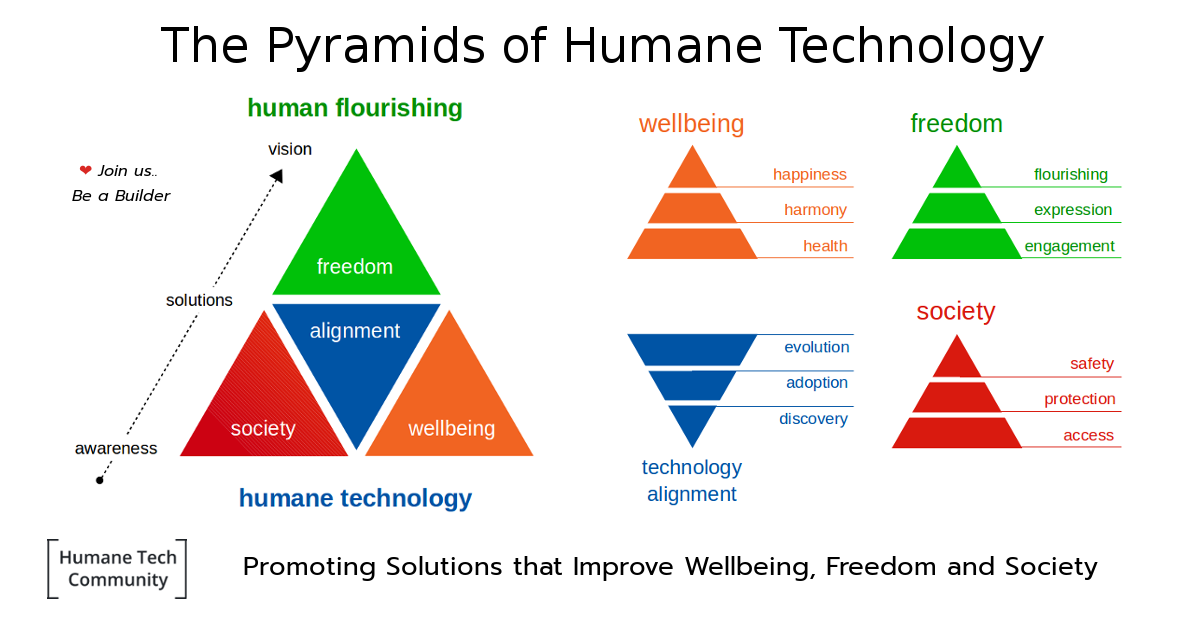 The Pyramids of Humane Technology
human flourishing
vision
❤ Join us..
Be a Builder
solutions
awareness
freedom
alignment
society
wellbeing
humane technology
wellbeing
happiness
harmony
health
freedom
flourishing
expression
engagement
evolution
adoption
discovery
technology
alignment
society
safety
protection
access
Humane Tech
Community
Promoting Solutions that Improve Wellbeing, Freedom and Society